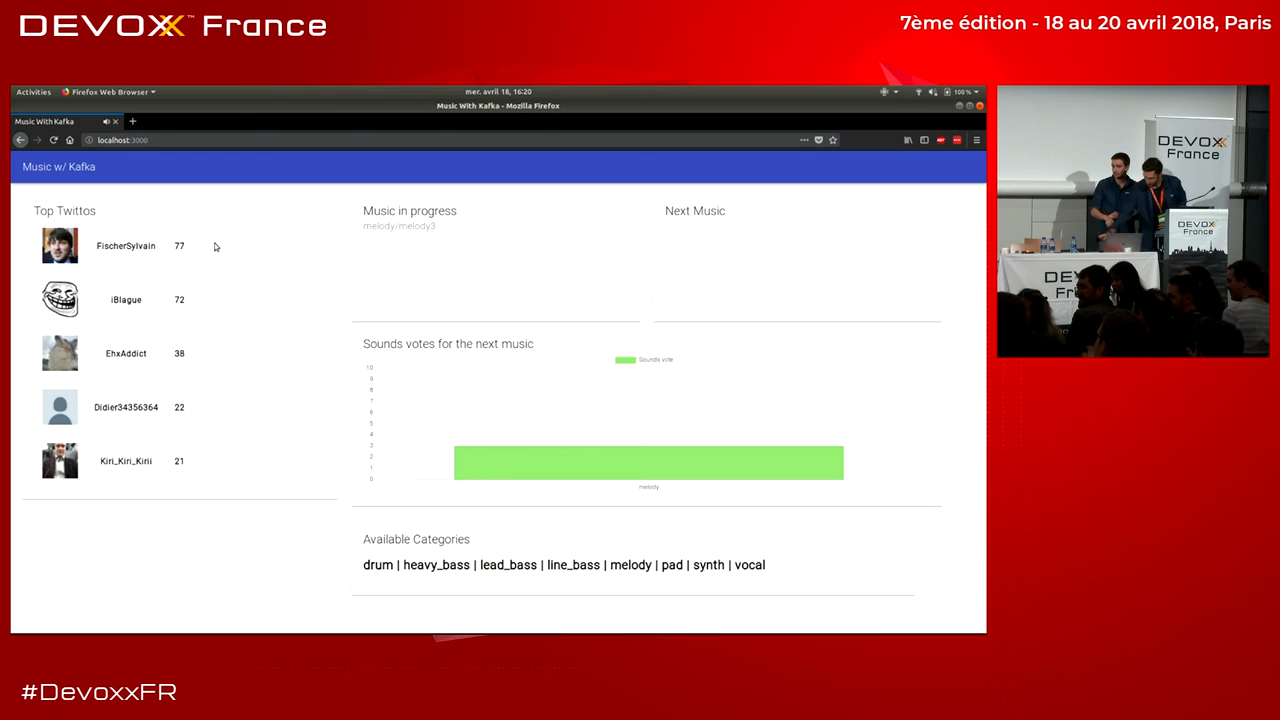 DEVOXX™ France
7ème édition - 18 au 20 avril 2018, Paris
Activities
Firefox Web Browser
mer. avril 18, 16:20
100 %
Music With Kafka - Mozilla Firefox
Music With Kafka
localhost:3000
Music w/ Kafka
Top Twittos
FischerSylvain 77
iBlague 72
EhxAddict 38
Didier34356364 22
Kiri_Kiri_Kirii 21
Music in progress
melody/melody3
Next Music
Sounds votes for the next music
Sounds vote
10
9
8
7
6
5
4
3
2
1
0
melody
Available Categories
drum | heavy_bass | lead_bass | line_bass | melody | pad | synth | vocal
DEVOXX
France
DEVOXX
France
#DevoxxFR